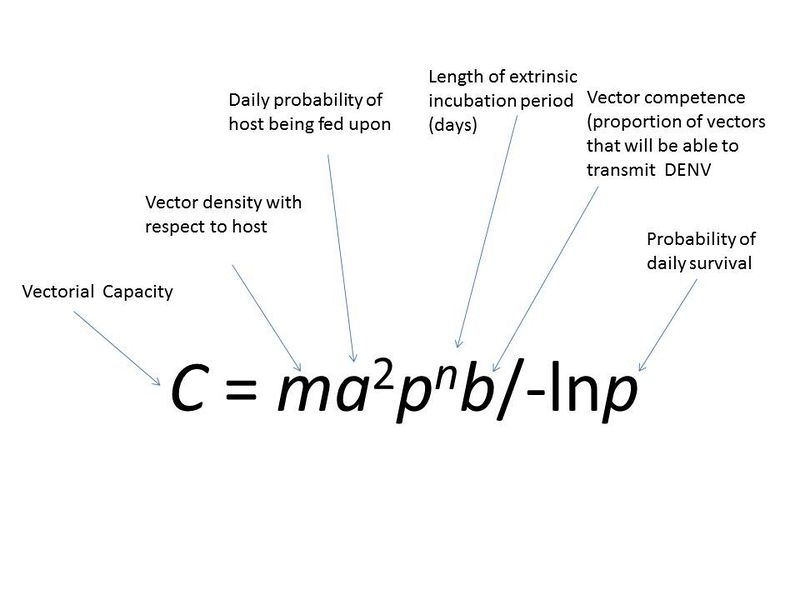 Length of extrinsic
incubation period
(days)
Daily probability of
host being fed upon
Vector competence
(proportion of vectors
that will be able to
transmit DENV
Vector density with
respect to host
Probability of
daily survival
Vectorial Capacity
C = ma²pⁿb/-lnp